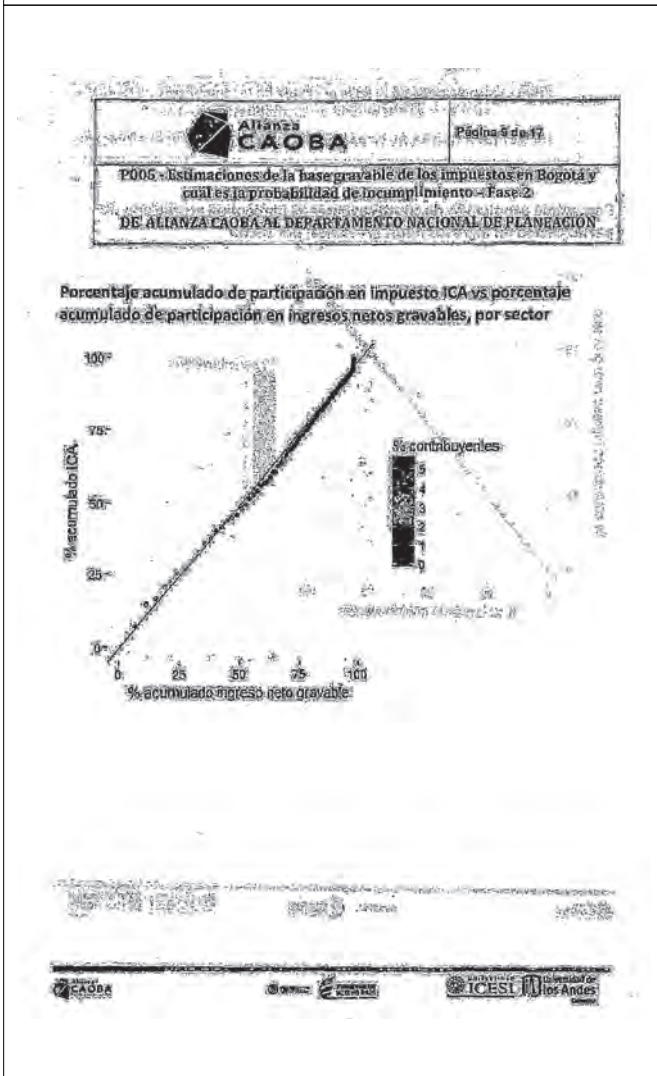 Alianza
CAOBA
Página 5 de 17
P005 - Estimaciones de la base gravable de los impuestos en Bogotá y
cuál es la probabilidad de incumplimiento - Fase 2
DE ALIANZA CAOBA AL DEPARTAMENTO NACIONAL DE PLANEACIÓN
Porcentaje acumulado de participación en impuesto ICA vs porcentaje
acumulado de participación en ingresos netos gravables, por sector
% acumulado ICA
100
75
50
25
0
0 25 50 75 100
% acumulado ingreso neto gravable
% contribuyentes
5
4
3
2
1
0
Alianza
CAOBA
ICESI
Universidad de
los Andes